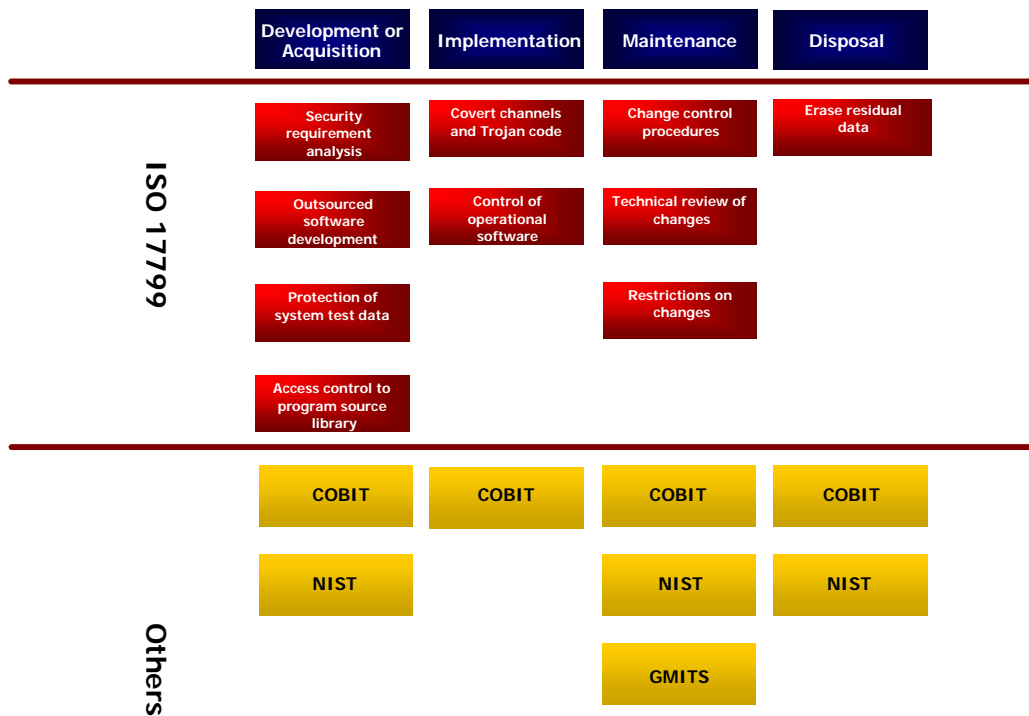 Development or
Acquisition
Implementation
Maintenance
Disposal
ISO 17799
Security
requirement
analysis
Covert channels
and Trojan code
Change control
procedures
Erase residual
data
Outsourced
software
development
Control of
operational
software
Technical review of
changes
Protection of
system test data
Restrictions on
changes
Access control to
program source
library
Others
COBIT
COBIT
COBIT
COBIT
NIST
NIST
NIST
GMITS